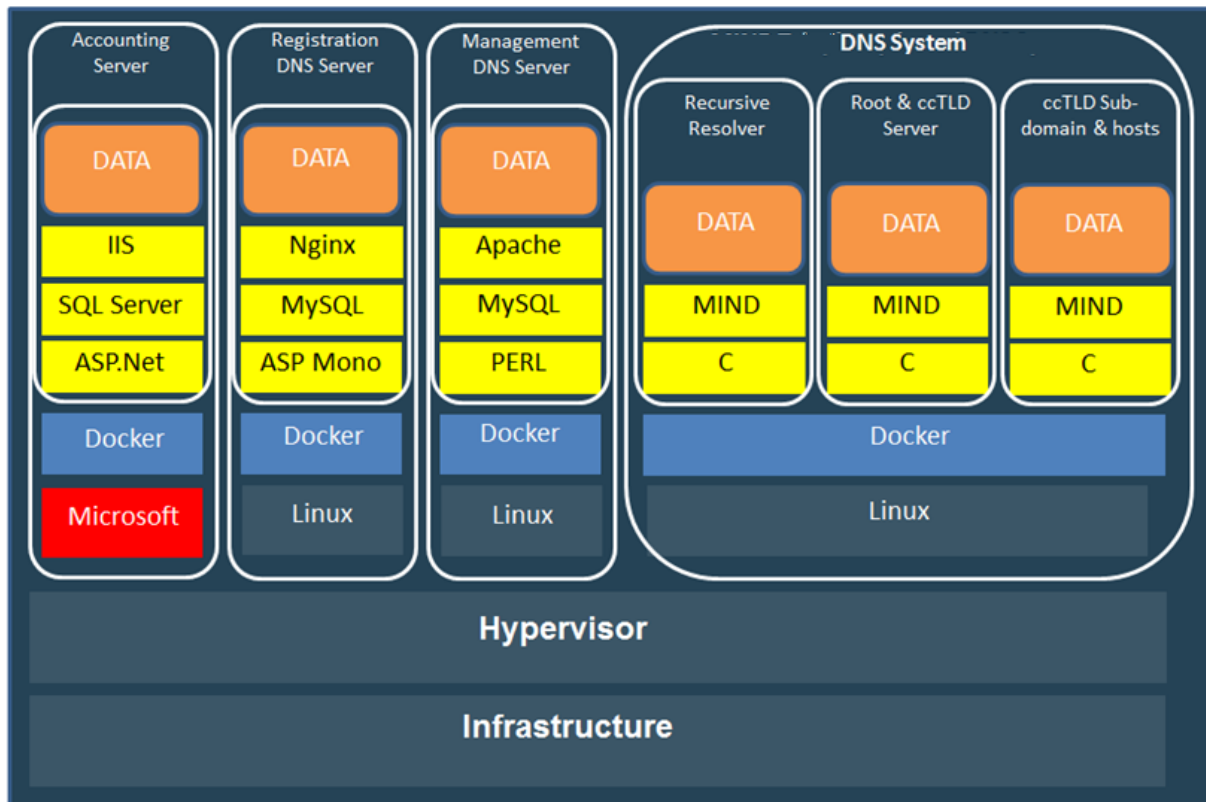 Accounting
Server
Registration
DNS Server
Management
DNS Server
DNS System
Recursive
Resolver
Root & ccTLD
Server
ccTLD Sub-
domain & hosts
DATA
DATA
DATA
DATA
DATA
DATA
IIS
Nginx
Apache
SQL Server
MySQL
MySQL
MIND
MIND
MIND
ASP.Net
ASP Mono
PERL
C
C
C
Docker
Docker
Docker
Docker
Microsoft
Linux
Linux
Linux
Hypervisor
Infrastructure